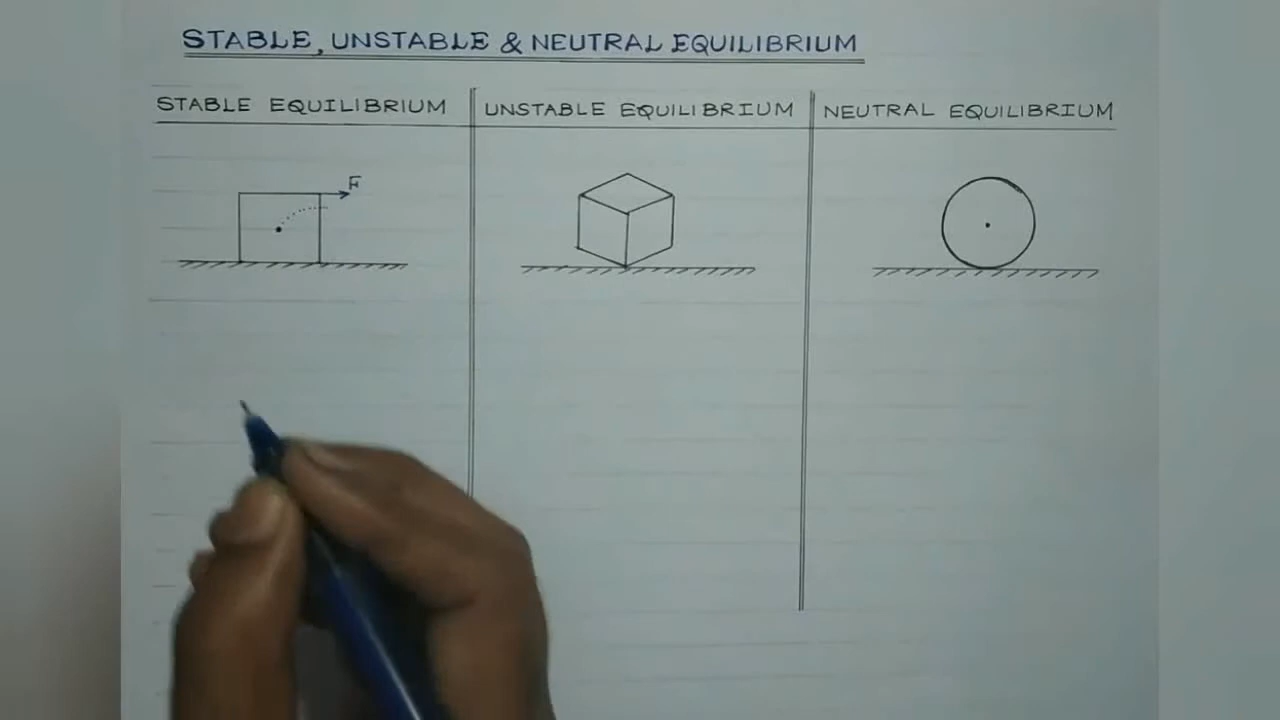 STABLE, UNSTABLE & NEUTRAL EQUILIBRIUM
STABLE EQUILIBRIUM
UNSTABLE EQUILIBRIUM
NEUTRAL EQUILIBRIUM
F